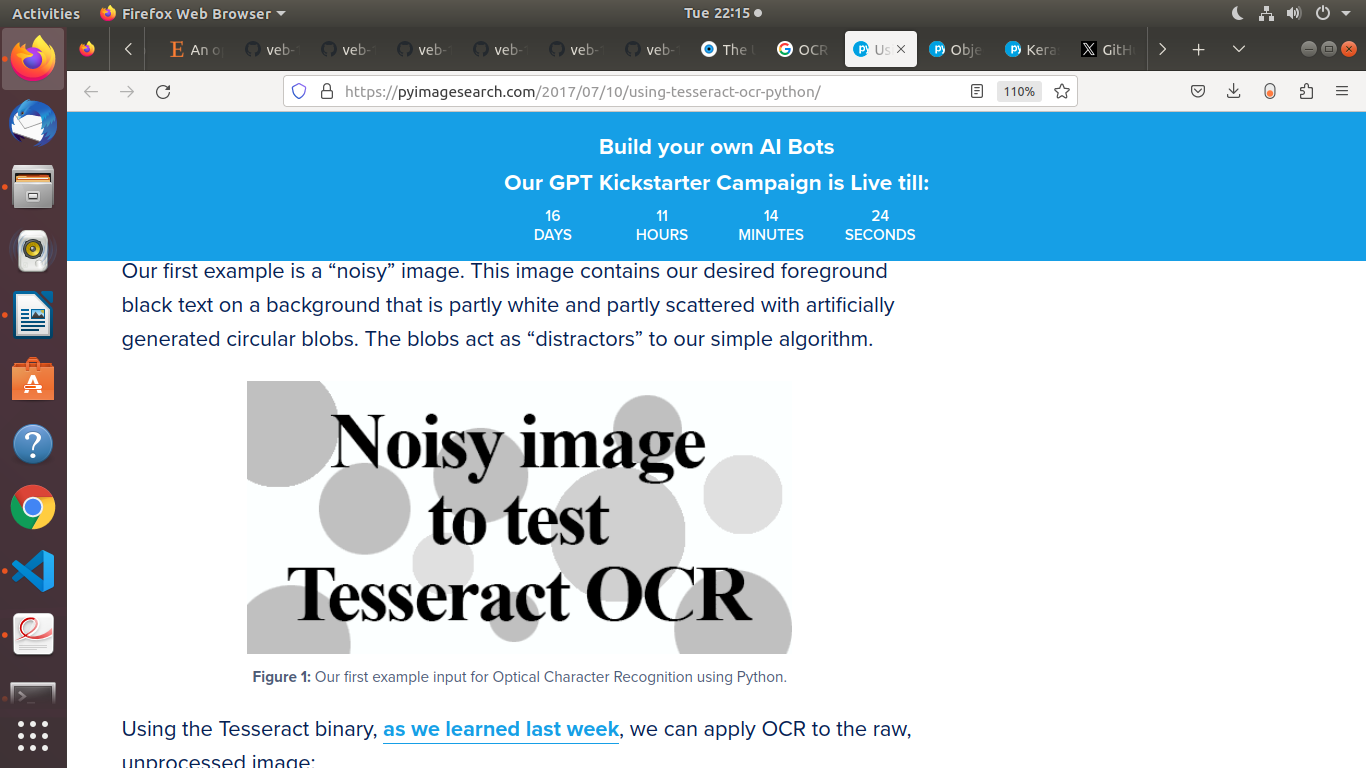 Activities Firefox Web Browser Tue 22:15
An o veb- veb- veb- veb- veb- veb- The OCR Us Obje Kera GitH
https://pyimagesearch.com/2017/07/10/using-tesseract-ocr-python/ 110%
Build your own AI Bots
Our GPT Kickstarter Campaign is Live till:
16 11 14 24
DAYS HOURS MINUTES SECONDS
Our first example is a “noisy” image. This image contains our desired foreground
black text on a background that is partly white and partly scattered with artificially
generated circular blobs. The blobs act as “distractors” to our simple algorithm.
Noisy image
to test
Tesseract OCR
Figure 1: Our first example input for Optical Character Recognition using Python.
Using the Tesseract binary, as we learned last week, we can apply OCR to the raw,
unprocessed image: